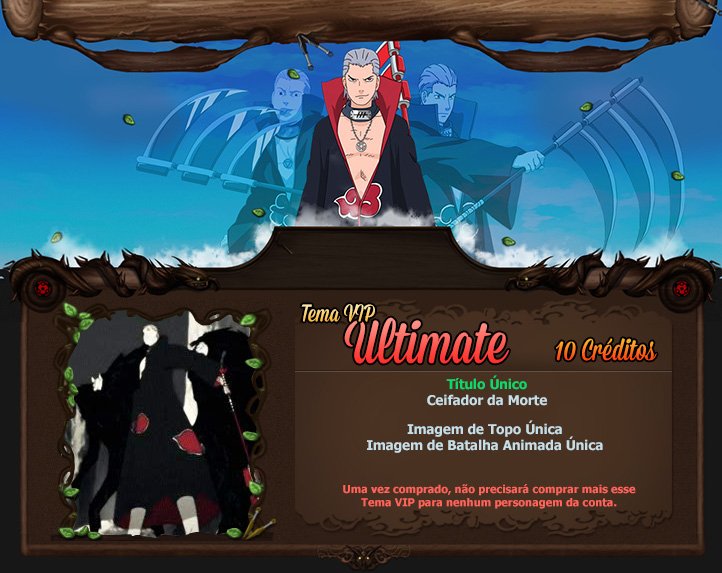 Tema VIP
Ultimate
10 Créditos
Título Único
Ceifador da Morte
Imagem de Topo Única
Imagem de Batalha Animada Única
Uma vez comprado, não precisará comprar mais esse
Tema VIP para nenhum personagem da conta.